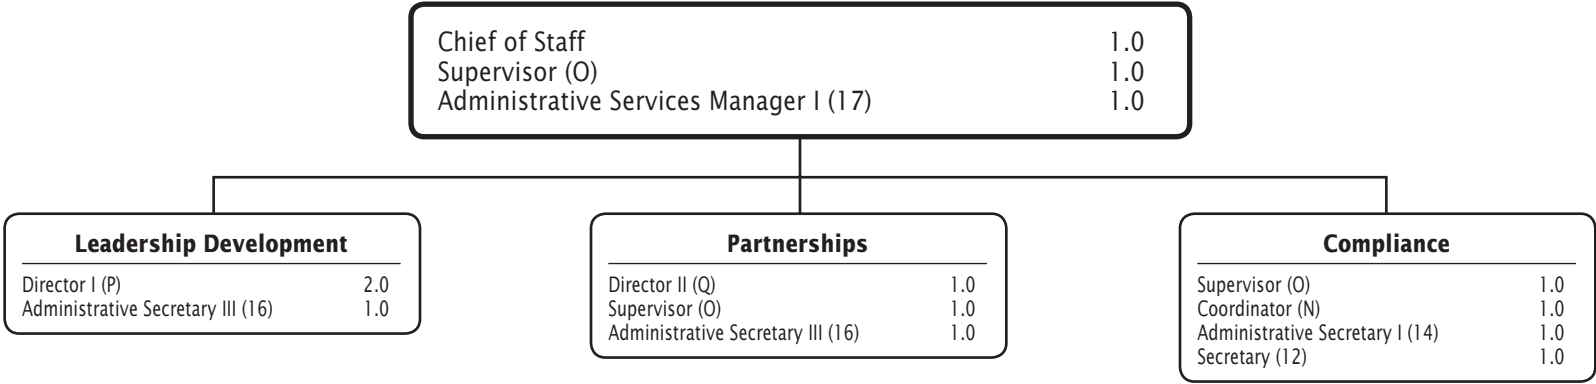 Chief of Staff 1.0
Supervisor (O) 1.0
Administrative Services Manager I (17) 1.0
Leadership Development
Director I (P) 2.0
Administrative Secretary III (16) 1.0
Partnerships
Director II (Q) 1.0
Supervisor (O) 1.0
Administrative Secretary III (16) 1.0
Compliance
Supervisor (O) 1.0
Coordinator (N) 1.0
Administrative Secretary I (14) 1.0
Secretary (12) 1.0